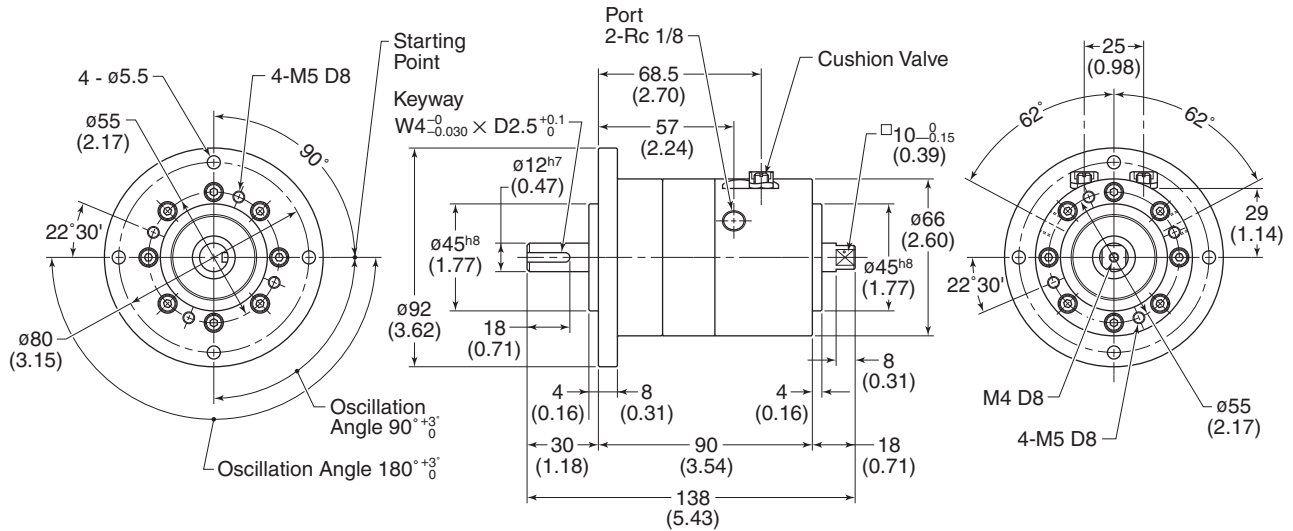 Port
2-Rc 1/8
Starting
Point
4 - ø5.5
4-M5 D8
68.5
(2.70)
Cushion Valve
25
(0.98)
Keyway
W4 -0 -0.030 × D2.5 +0.1 0
57
(2.24)
□10 0 -0.15
(0.39)
62°
62°
ø55
(2.17)
90°
ø12h7
(0.47)
22°30'
ø45h8
(1.77)
ø66
(2.60)
ø45h8
(1.77)
29
(1.14)
22°30'
ø92
(3.62)
ø80
(3.15)
18
(0.71)
8
(0.31)
4
(0.16)
8
(0.31)
4
(0.16)
M4 D8
ø55
(2.17)
4-M5 D8
Oscillation
Angle 90° +3° 0
30
(1.18)
90
(3.54)
18
(0.71)
Oscillation Angle 180° +3° 0
138
(5.43)